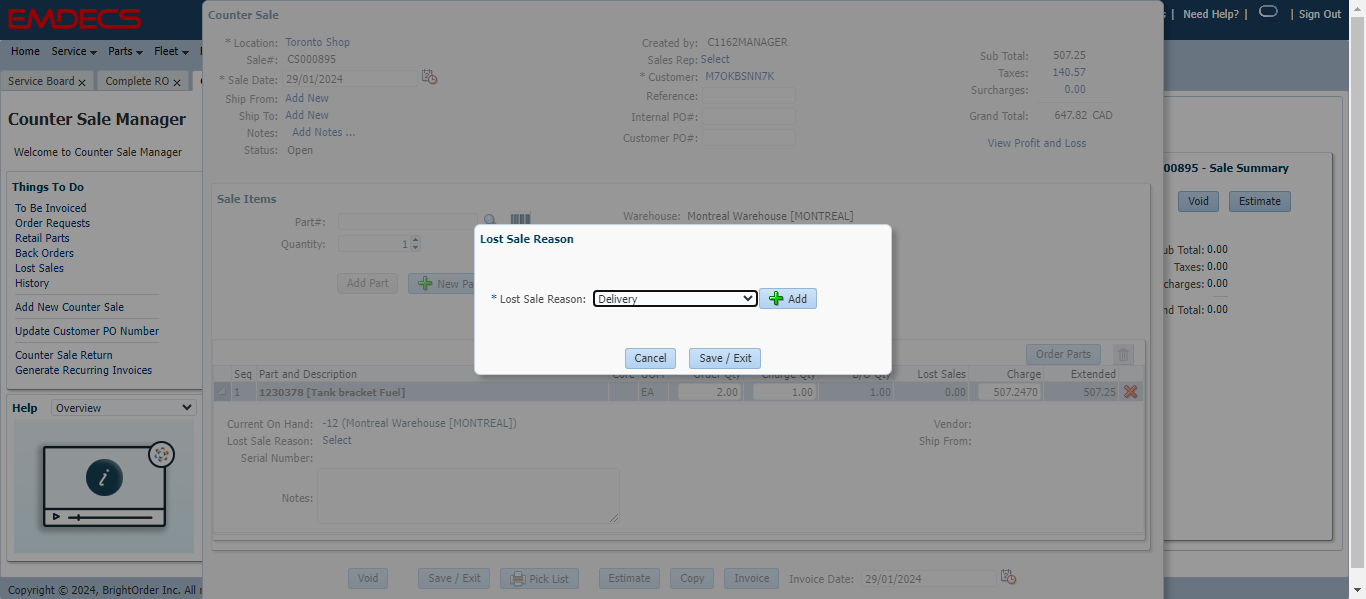 EMDECS
Need Help? |
| Sign Out
Home Service Parts Fleet
Service Board x Complete RO x
Counter Sale Manager
Welcome to Counter Sale Manager
Things To Do
To Be Invoiced
Order Requests
Retail Parts
Back Orders
Lost Sales
History
Add New Counter Sale
Update Customer PO Number
Counter Sale Return
Generate Recurring Invoices
Help Overview
Copyright © 2024, BrightOrder Inc. All
Counter Sale
* Location: Toronto Shop
Sale#: CS000895
* Sale Date: 29/01/2024
Ship From: Add New
Ship To: Add New
Notes: Add Notes ...
Status: Open
Created by: C1162MANAGER
Sales Rep: Select
* Customer: M7OKBSNN7K
Reference:
Internal PO#:
Customer PO#:
Sub Total: 507.25
Taxes: 140.57
Surcharges: 0.00
Grand Total: 647.82 CAD
View Profit and Loss
Sale Items
Part#:
Quantity: 1
Warehouse: Montreal Warehouse [MONTREAL]
Add Part New Pa
Lost Sale Reason
* Lost Sale Reason: Delivery Add
Cancel Save / Exit
Order Parts
Seq Part and Description Core UOM Order Qty Charge Qty B/O Qty Lost Sales Charge Extended
1 1230378 [Tank bracket Fuel] EA 2.00 1.00 1.00 0.00 507.2470 507.25
Current On Hand: -12 (Montreal Warehouse [MONTREAL])
Lost Sale Reason: Select
Serial Number:
Notes:
Vendor:
Ship From:
Void Save / Exit Pick List Estimate Copy Invoice Invoice Date: 29/01/2024
00895 - Sale Summary
Void Estimate
ub Total: 0.00
Taxes: 0.00
charges: 0.00
nd Total: 0.00